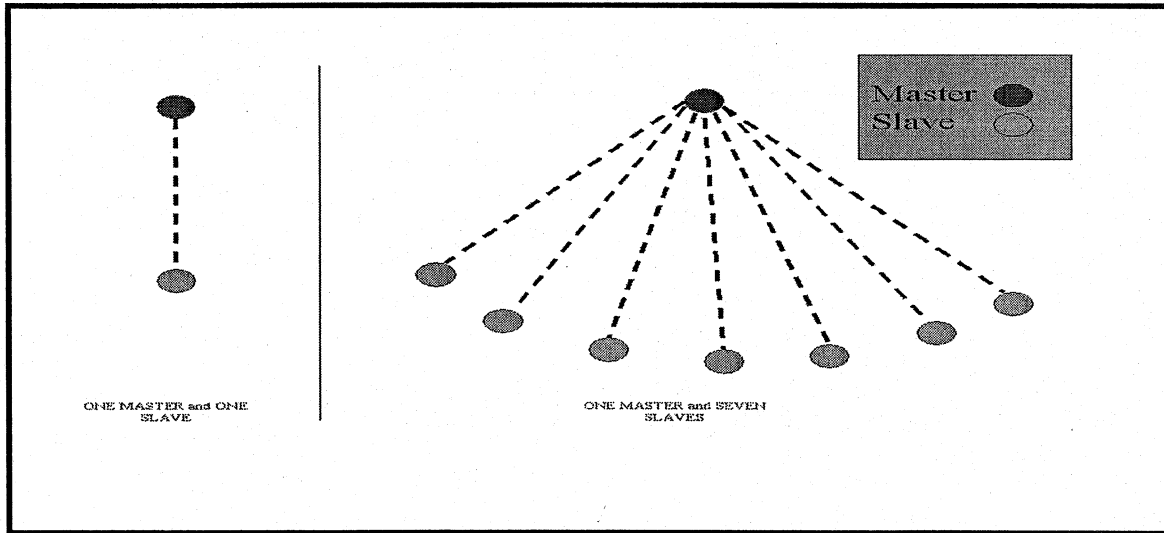 Master
Slave
ONE MASTER and ONE
SLAVE
ONE MASTER and SEVEN
SLAVES